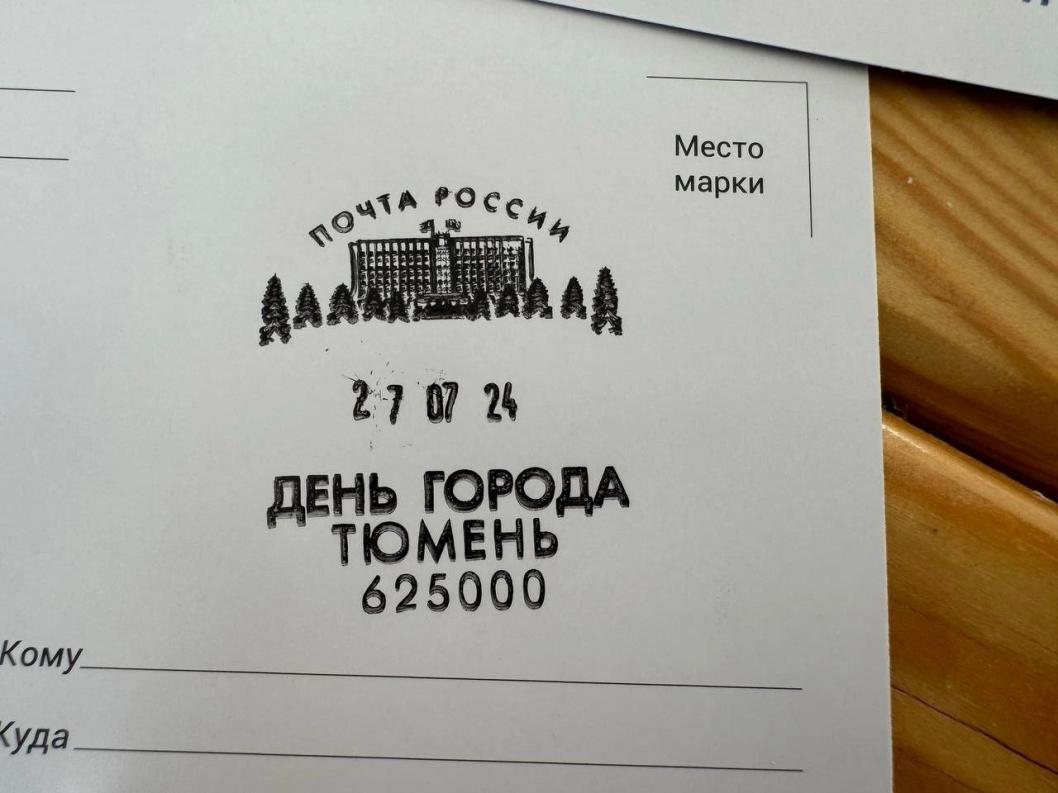 Место
марки
ПОЧТА РОССИИ
27 07 24
ДЕНЬ ГОРОДА
ТЮМЕНЬ
625000
Кому
Куда